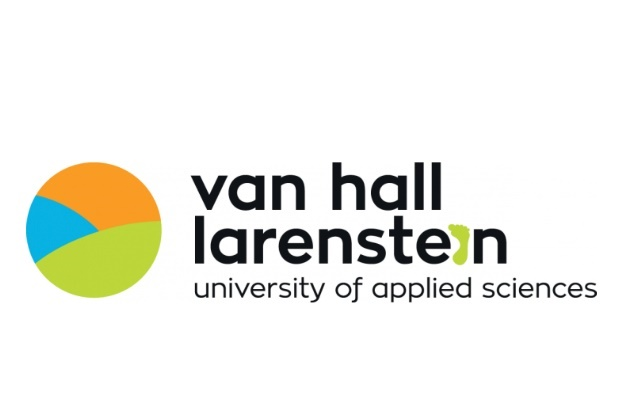 van hall
larenstein
university of applied sciences